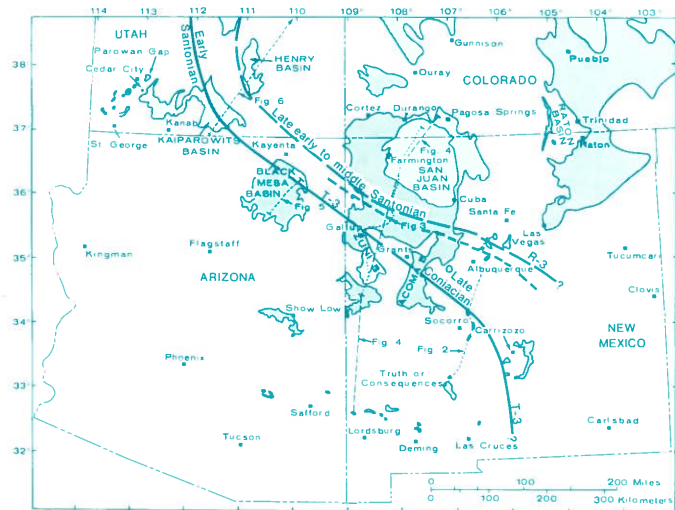 114 113 112 111 110 109 108 107 106 105 104 103
UTAH
Parowan Gap
Cedar City
Early
Santonian
HENRY
BASIN
Gunnison
Ouray
COLORADO
Pueblo
38
Fig 6
Cortez
Durango
Pagosa Springs
RATON
BASIN
Trinidad
Raton
37
Kanab
St George
KAIPAROWITS
BASIN
Kayenta
Late early to middle Santonian
Farmington
Fig 4
SAN
JUAN
BASIN
36
BLACK
MESA
BASIN
Fig 5
T-3
Fig 3
Cuba
Santa Fe
Las
Vegas
R-3
?
Gallup
ZUNI B
Grants
ACOMA
Late
Coniacian
Albuquerque
Tucumcari
35
Kingman
Flagstaff
ARIZONA
Clovis
34
Show Low
Socorro
Carrizozo
NEW
MEXICO
Fig 4
Fig 2
33
Phoenix
Truth or
Consequences
T-3
?
Safford
Lordsburg
Deming
Las Cruces
Carlsbad
32
Tucson
0 100 200 Miles
0 100 200 300 Kilometers